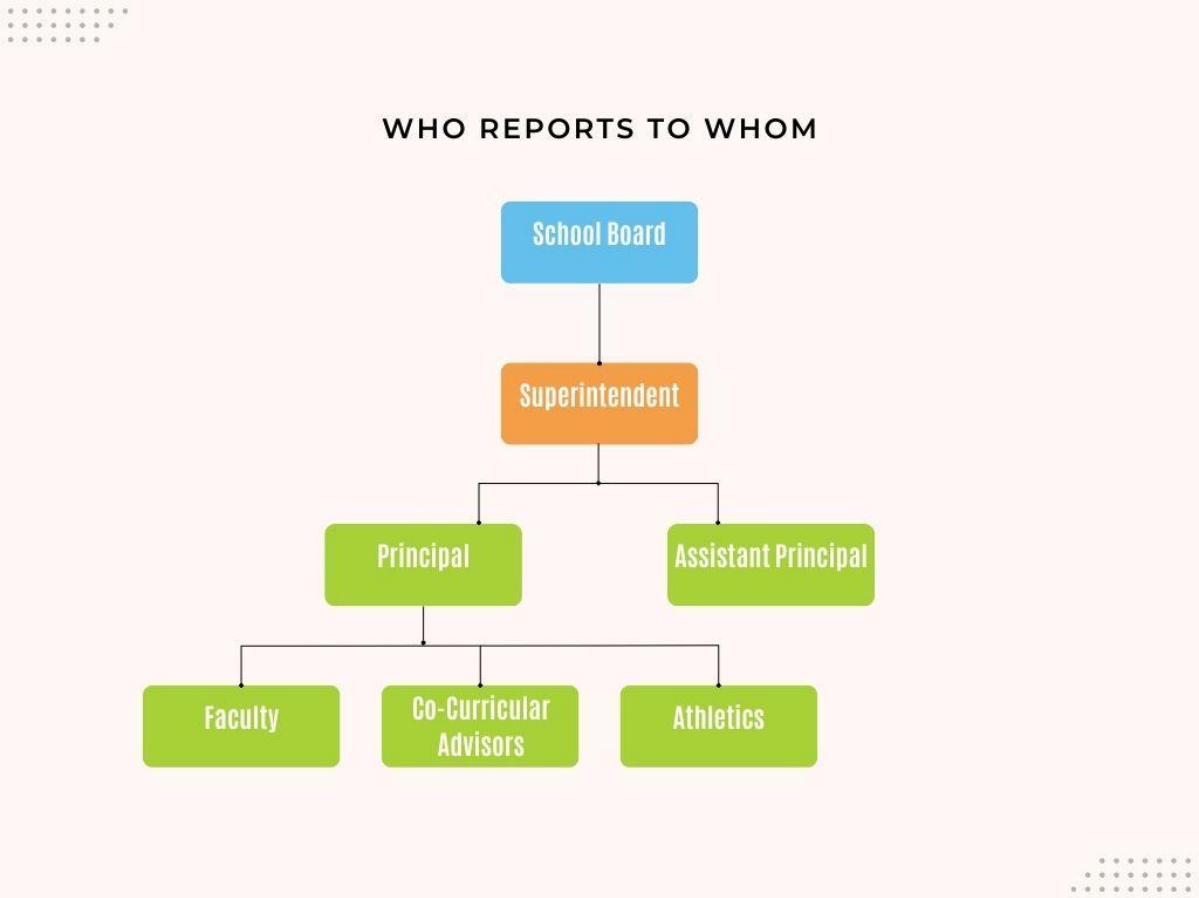 WHO REPORTS TO WHOM
School Board
Superintendent
Principal
Assistant Principal
Faculty
Co-Curricular
Advisors
Athletics